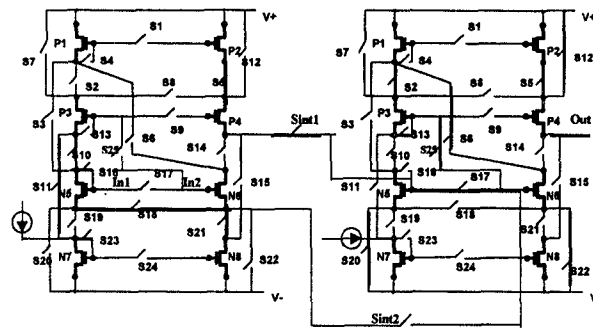 V+
S1
P1
P2
S7
S4
S12
S2
S8
S6
P3
P4
S3
S9
S13
S6
S25
S14
S10
S16
S17
S15
S11
In1
In2
N5
N6
S19
S18
S21
S23
S20
S22
N7
S24
N8
V-
Sint1
Sint2
V+
S1
P1
P2
S7
S4
S12
S2
S5
P3
P4
Out
S3
S9
S13
S6
S25
S14
S10
S16
S17
S15
S11
N5
N6
S19
S18
S21
S23
S20
S22
N7
S24
N8